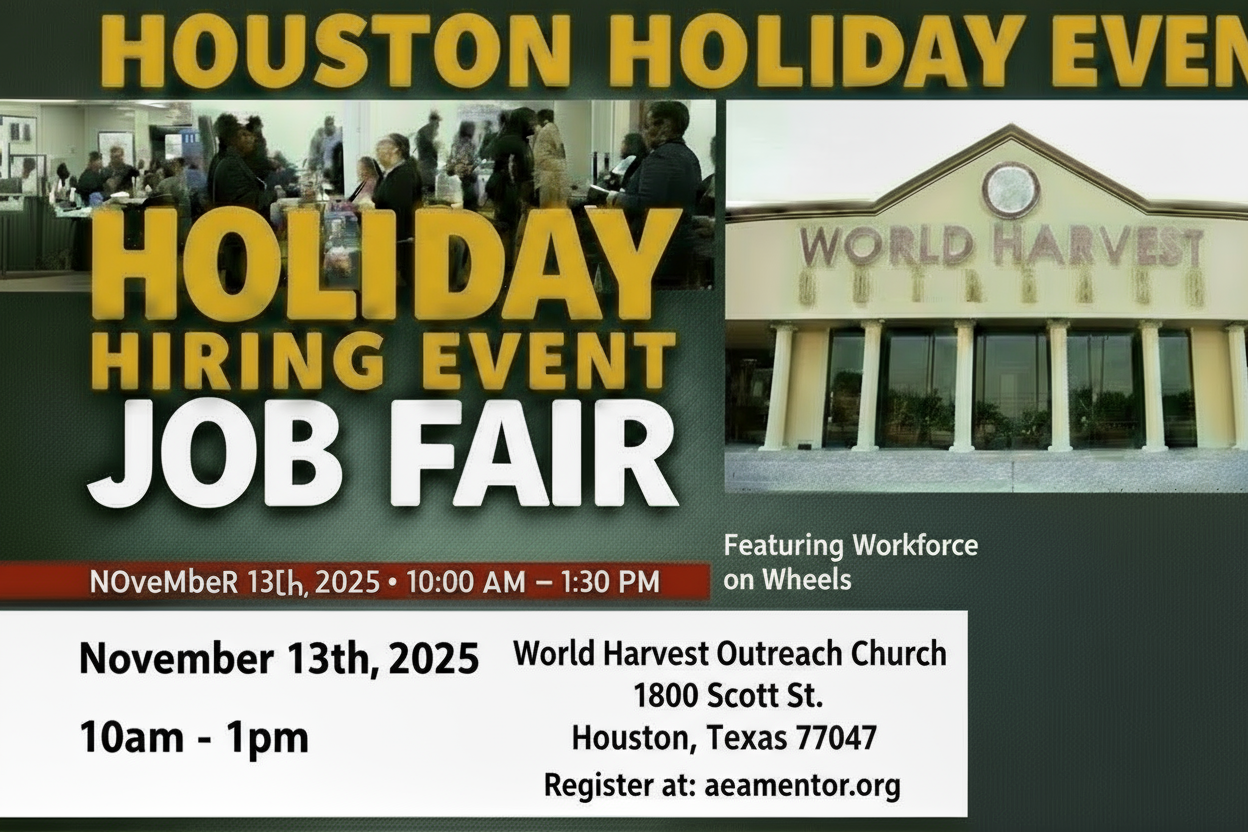 HOUSTON HOLIDAY EVEN
WORLD HARVEST
HOLIDAY
HIRING EVENT
JOB FAIR
Featuring Workforce
on Wheels
NOveMbeR 13th, 2025 • 10:00 AM – 1:30 PM
November 13th, 2025
10am - 1pm
World Harvest Outreach Church
1800 Scott St.
Houston, Texas 77047
Register at: aeamentor.org